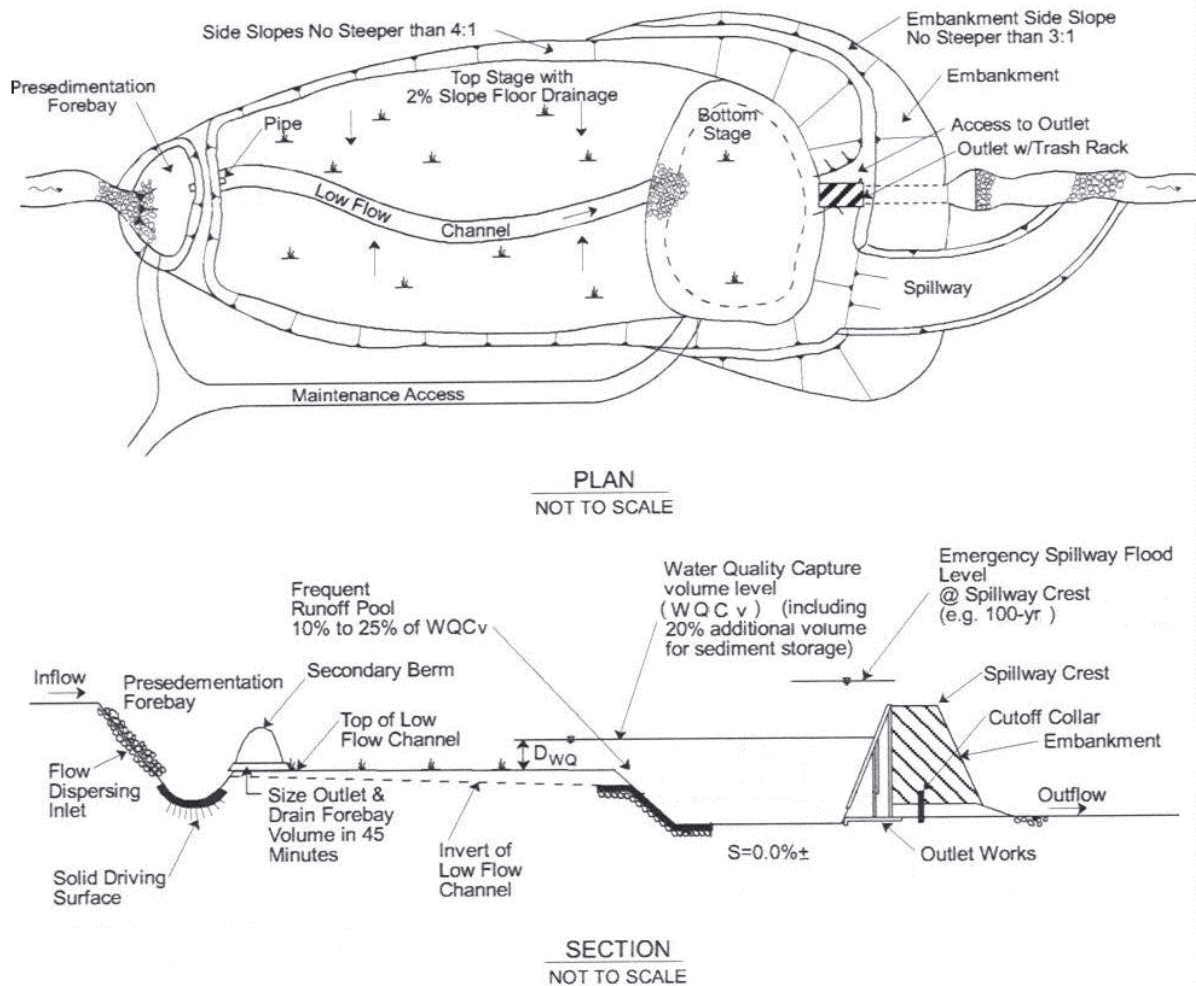 Side Slopes No Steeper than 4:1
Embankment Side Slope
No Steeper than 3:1
Presedimentation
Forebay
Top Stage with
2% Slope Floor Drainage
Embankment
Pipe
Bottom
Stage
Access to Outlet
Outlet w/Trash Rack
Low Flow
Channel
Spillway
Maintenance Access
PLAN
NOT TO SCALE
Frequent
Runoff Pool
10% to 25% of WQCv
Water Quality Capture
volume level
(WQCv) (including
20% additional volume
for sediment storage)
Emergency Spillway Flood
Level
@ Spillway Crest
(e.g. 100-yr )
Inflow
Presedementation
Forebay
Secondary Berm
Spillway Crest
Top of Low
Flow Channel
DWQ
Cutoff Collar
Embankment
Flow
Dispersing
Inlet
Size Outlet &
Drain Forebay
Volume in 45
Minutes
Outflow
Invert of
Low Flow
Channel
S=0.0%±
Outlet Works
Solid Driving
Surface
SECTION
NOT TO SCALE